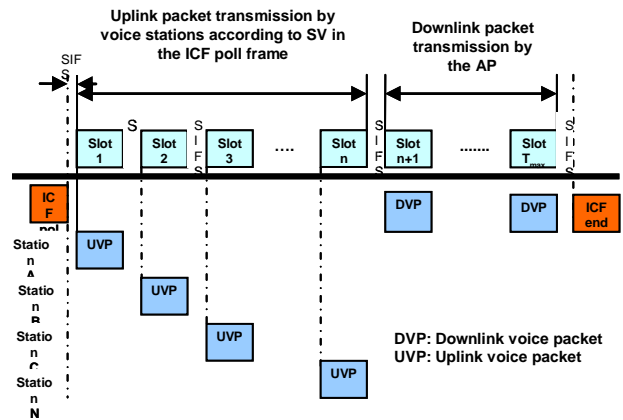 Uplink packet transmission by
voice stations according to SV in
the ICF poll frame
Downlink packet
transmission by
the AP
SIF
S
S
S
I
F
S
S
I
F
S
S
I
F
S
Slot
1
Slot
2
Slot
3
....
Slot
n
Slot
n+1
.......
Slot
Tmax
IC
F
pol
DVP
DVP
ICF
end
Statio
n
A
UVP
Statio
n
B
UVP
Statio
n
C
UVP
Statio
n
N
UVP
DVP: Downlink voice packet
UVP: Uplink voice packet